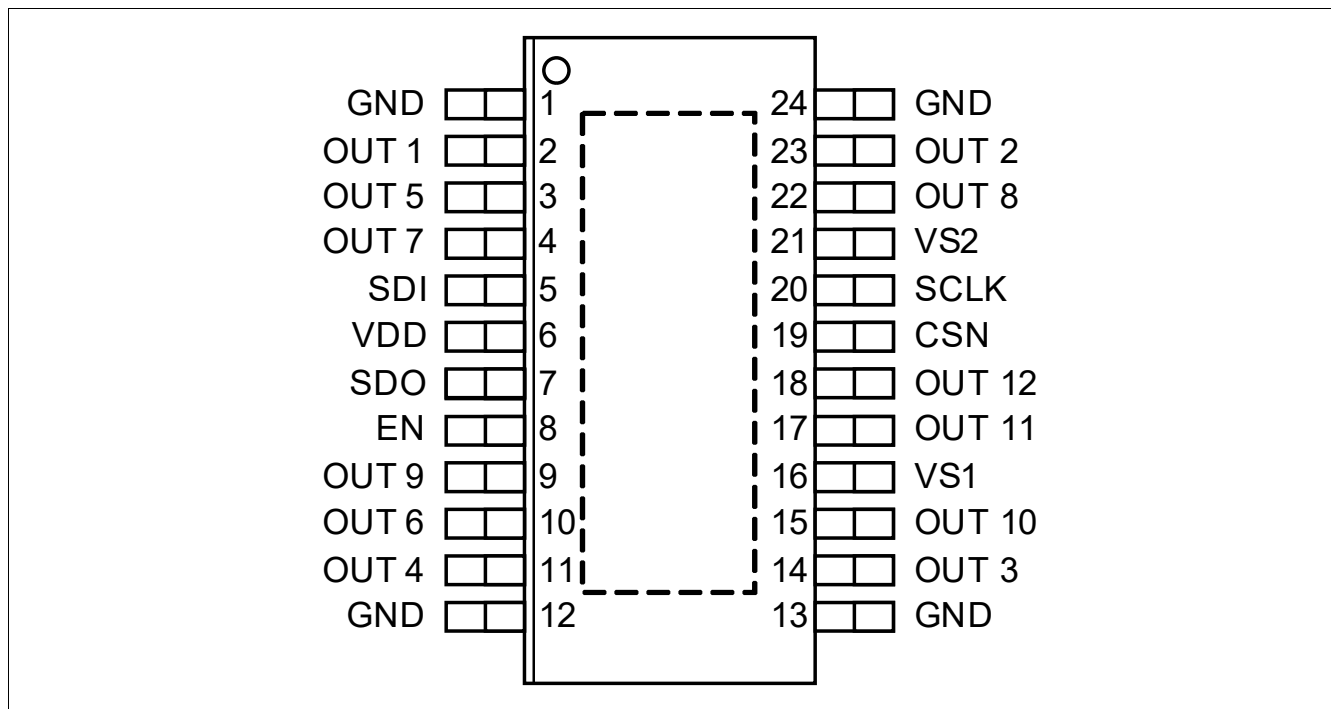 GND 1 24 GND
OUT 1 2 23 OUT 2
OUT 5 3 22 OUT 8
OUT 7 4 21 VS2
SDI 5 20 SCLK
VDD 6 19 CSN
SDO 7 18 OUT 12
EN 8 17 OUT 11
OUT 9 9 16 VS1
OUT 6 10 15 OUT 10
OUT 4 11 14 OUT 3
GND 12 13 GND